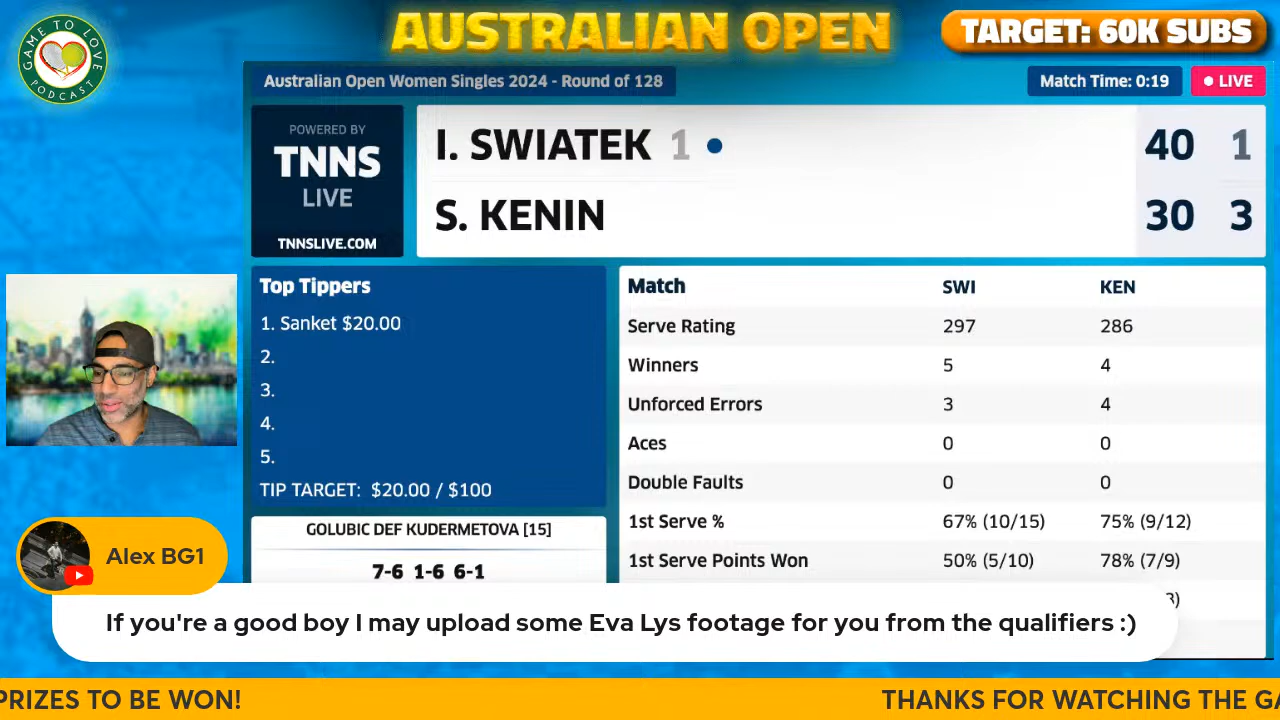 GAME TO LOVE PODCAST
AUSTRALIAN OPEN
TARGET: 60K SUBS
Australian Open Women Singles 2024 - Round of 128
Match Time: 0:19
LIVE
POWERED BY
TNNS
LIVE
TNNSLIVE.COM
I. SWIATEK 1 40 1
S. KENIN 30 3
Top Tippers
1. Sanket $20.00
2.
3.
4.
5.
TIP TARGET: $20.00 / $100
GOLUBIC DEF KUDERMETOVA [15]
7-6 1-6 6-1
Match SWI KEN
Serve Rating 297 286
Winners 5 4
Unforced Errors 3 4
Aces 0 0
Double Faults 0 0
1st Serve % 67% (10/15) 75% (9/12)
1st Serve Points Won 50% (5/10) 78% (7/9)
Alex BG1
If you're a good boy I may upload some Eva Lys footage for you from the qualifiers :)
PRIZES TO BE WON!
THANKS FOR WATCHING THE GA